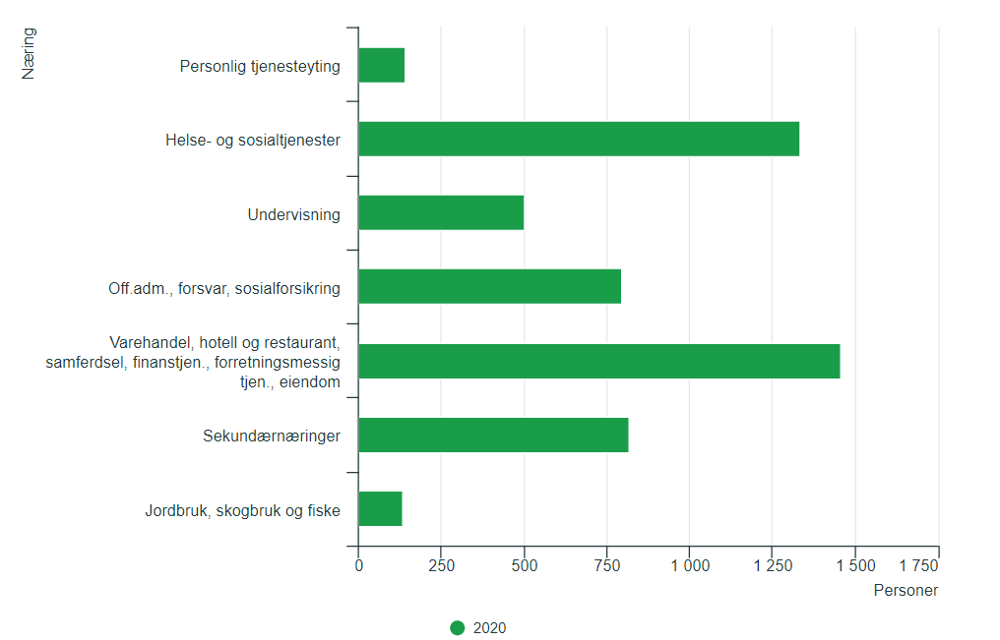 Næring
Personlig tjenesteyting
Helse- og sosialtjenester
Undervisning
Off.adm., forsvar, sosialforsikring
Varehandel, hotell og restaurant,
samferdsel, finanstjen., forretningsmessig
tjen., eiendom
Sekundærnæringer
Jordbruk, skogbruk og fiske
0 250 500 750 1 000 1 250 1 500 1 750
Personer
2020